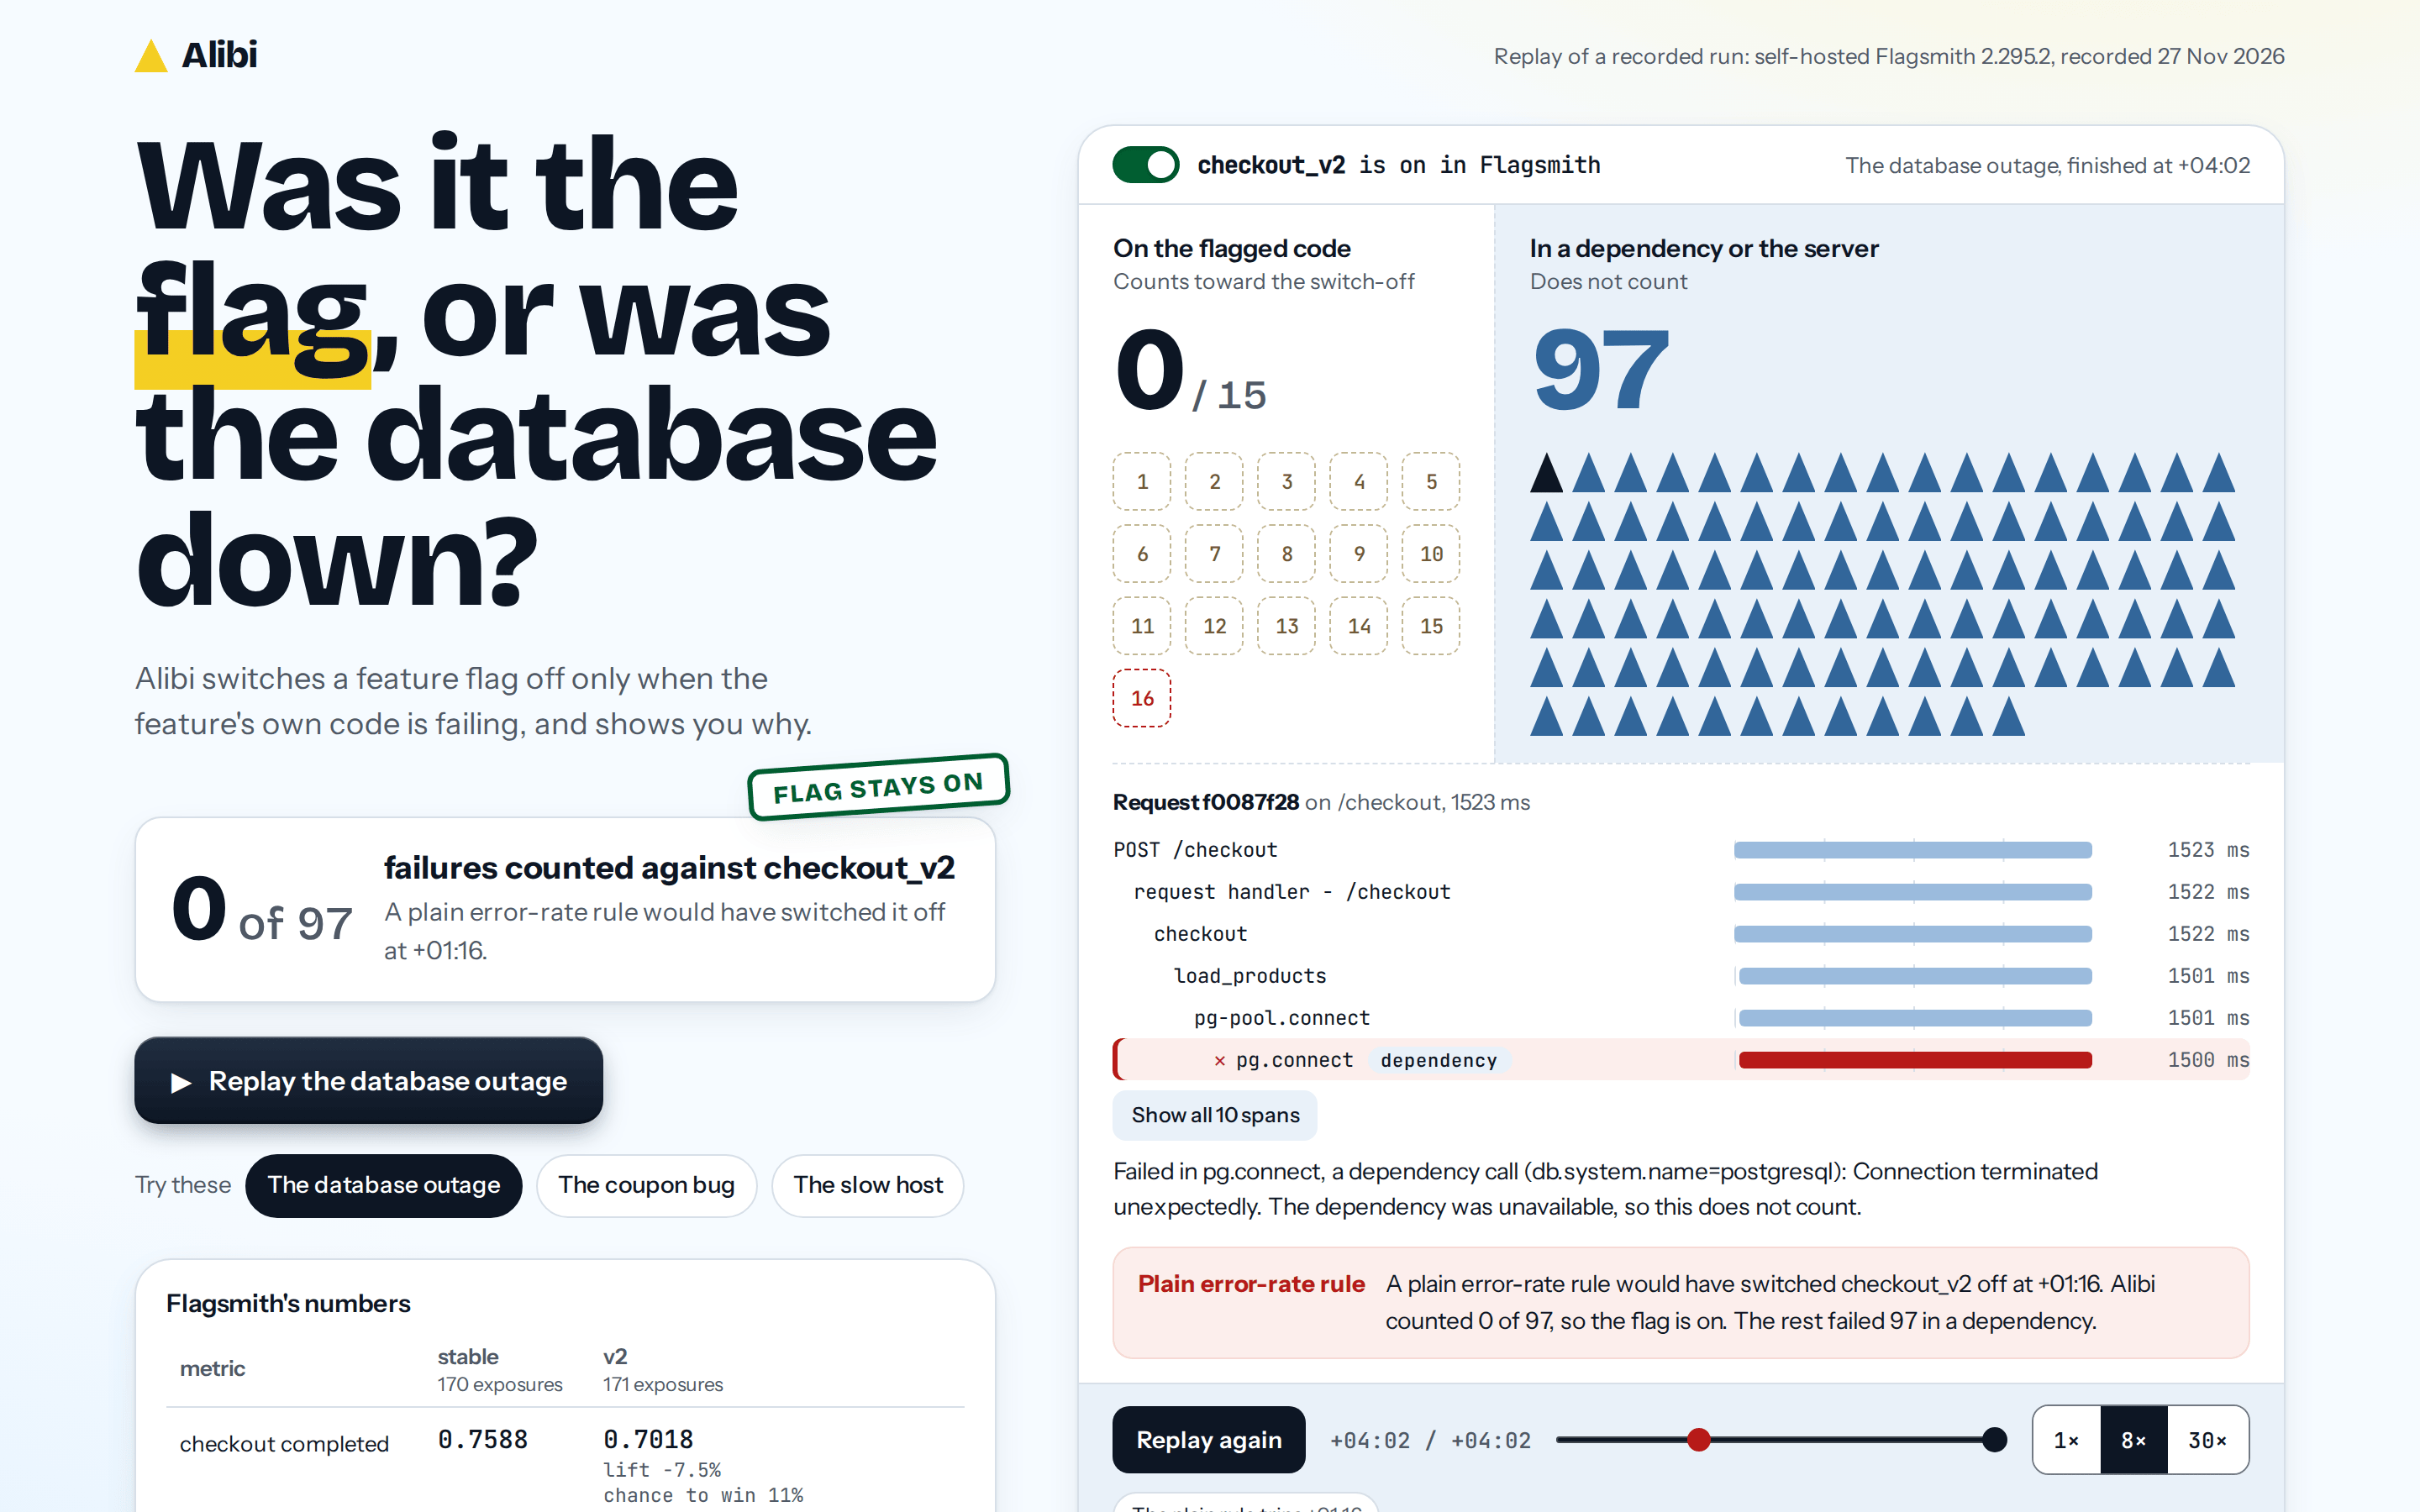 Alibi
Replay of a recorded run: self-hosted Flagsmith 2.295.2, recorded 27 Nov 2026
Was it the
flag, or was
the database
down?
Alibi switches a feature flag off only when the
feature's own code is failing, and shows you why.
FLAG STAYS ON
0 of 97
failures counted against checkout_v2
A plain error-rate rule would have switched it off
at +01:16.
▶ Replay the database outage
Try these
The database outage
The coupon bug
The slow host
Flagsmith's numbers
metric
stable
170 exposures
v2
171 exposures
checkout completed
0.7588
0.7018
lift -7.5%
chance to win 11%
checkout_v2 is on in Flagsmith
The database outage, finished at +04:02
On the flagged code
Counts toward the switch-off
0 / 15
1 2 3 4 5
6 7 8 9 10
11 12 13 14 15
16
In a dependency or the server
Does not count
97
Request f0087f28 on /checkout, 1523 ms
POST /checkout 1523 ms
request handler - /checkout 1522 ms
checkout 1522 ms
load_products 1501 ms
pg-pool.connect 1501 ms
× pg.connect dependency 1500 ms
Show all 10 spans
Failed in pg.connect, a dependency call (db.system.name=postgresql): Connection terminated
unexpectedly. The dependency was unavailable, so this does not count.
Plain error-rate rule
A plain error-rate rule would have switched checkout_v2 off at +01:16. Alibi
counted 0 of 97, so the flag is on. The rest failed 97 in a dependency.
Replay again
+04:02 / +04:02
1× 8× 30×
The plain rule trips +01:16